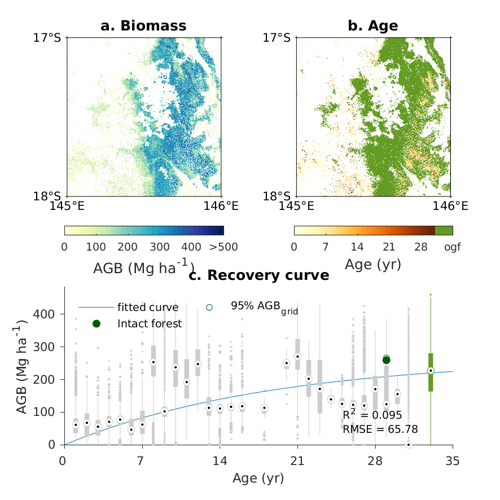 a. Biomass
b. Age
17°S
17°S
18°S
18°S
145°E
146°E
145°E
146°E
0 100 200 300 400 >500
0 7 14 21 28 ogf
AGB (Mg ha⁻¹)
Age (yr)
c. Recovery curve
fitted curve
95% AGB_grid
Intact forest
400
300
200
100
0
AGB (Mg ha⁻¹)
R² = 0.095
RMSE = 65.78
0 7 14 21 28 35
Age (yr)